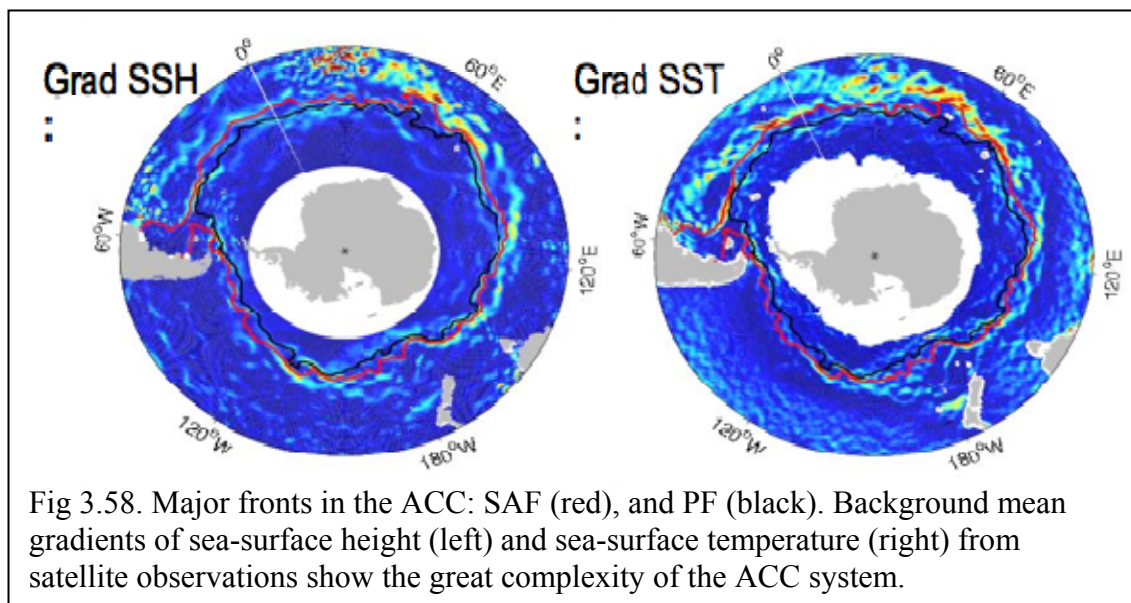 Grad SSH
:
0°
60°E
120°E
180°W
120°W
60°W
Grad SST
:
0°
60°E
120°E
180°W
120°W
60°W
Fig 3.58. Major fronts in the ACC: SAF (red), and PF (black). Background mean
gradients of sea-surface height (left) and sea-surface temperature (right) from
satellite observations show the great complexity of the ACC system.